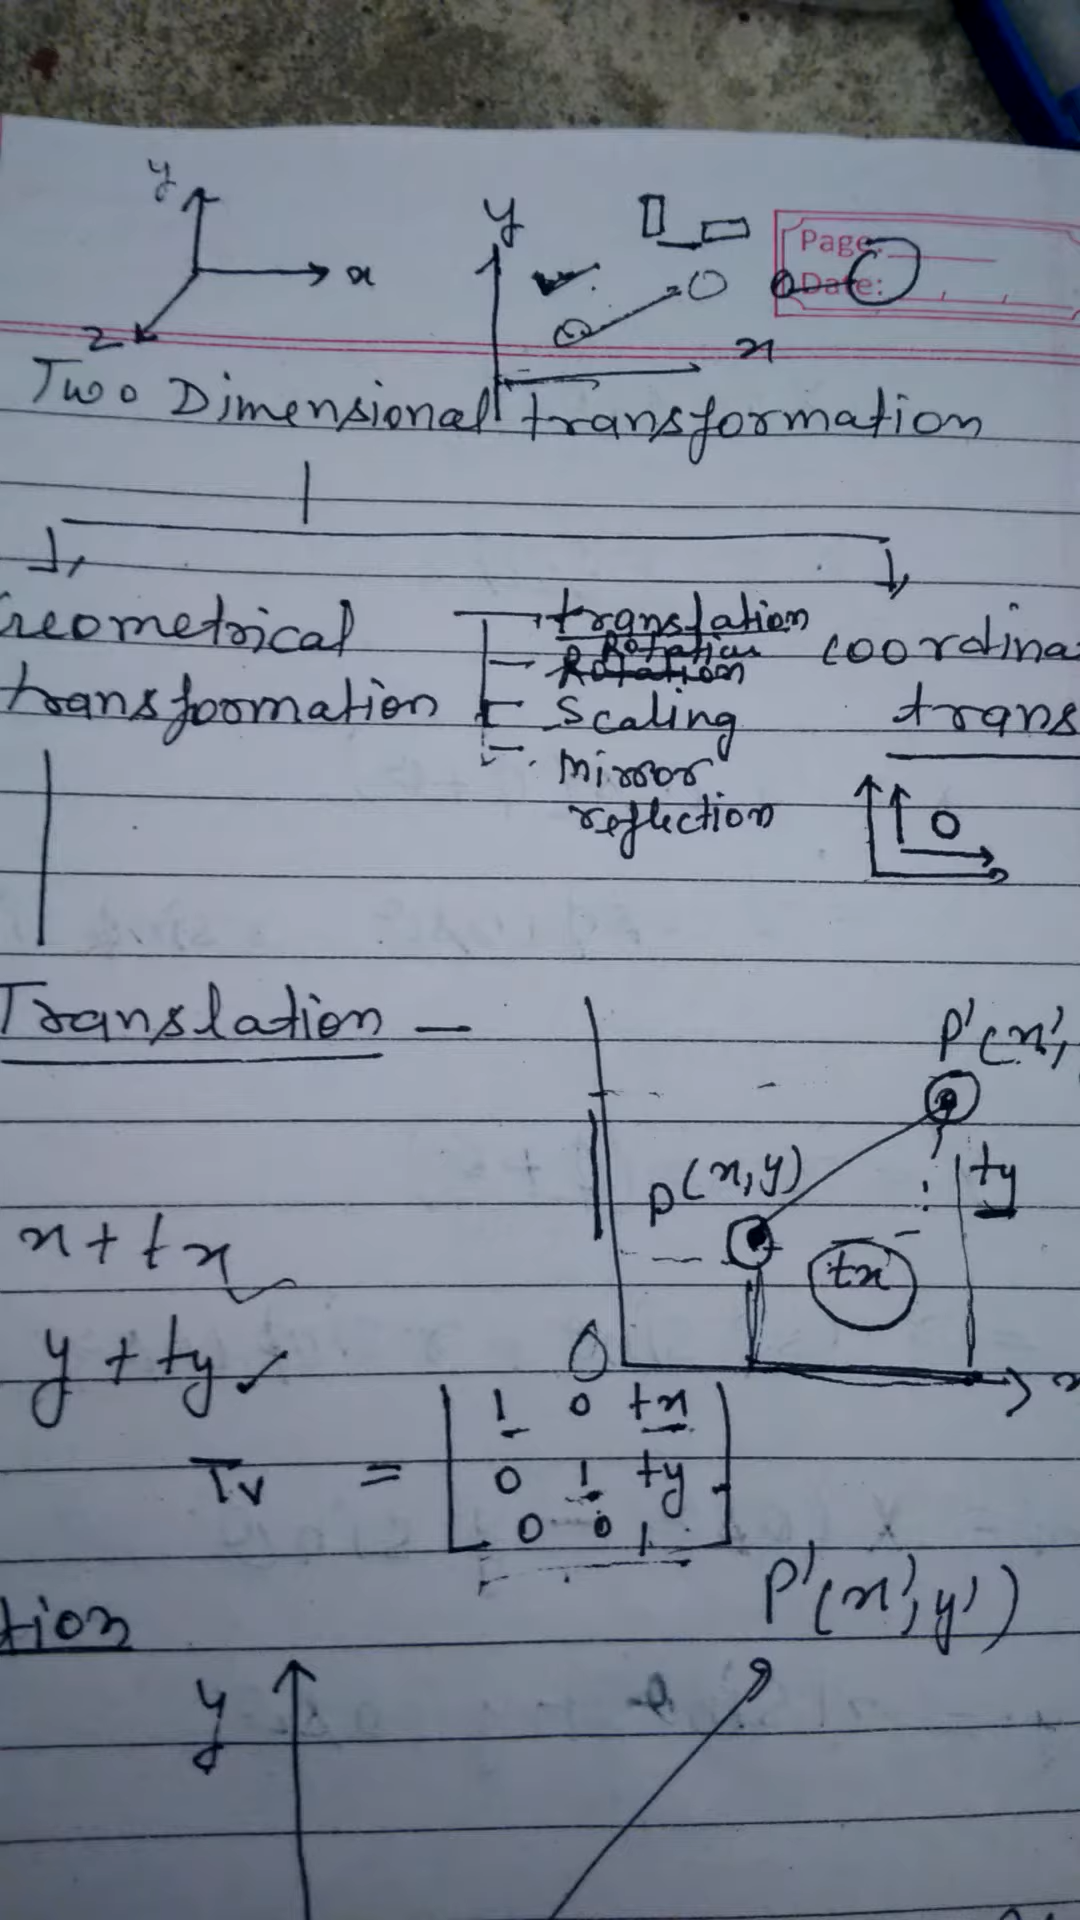 y
x
z
y
x
Page:
Date:
Two Dimensional transformation
Geometrical
transformation
translation
Rotation
Rotation
Scaling
mirror
reflection
coordina
trans
Translation —
P'(x',
P(x,y)
ty
tx
x + tx
y + ty
O
x
Tv = 1 0 tx
0 1 ty
0 0 1
tion
P'(x', y')
y